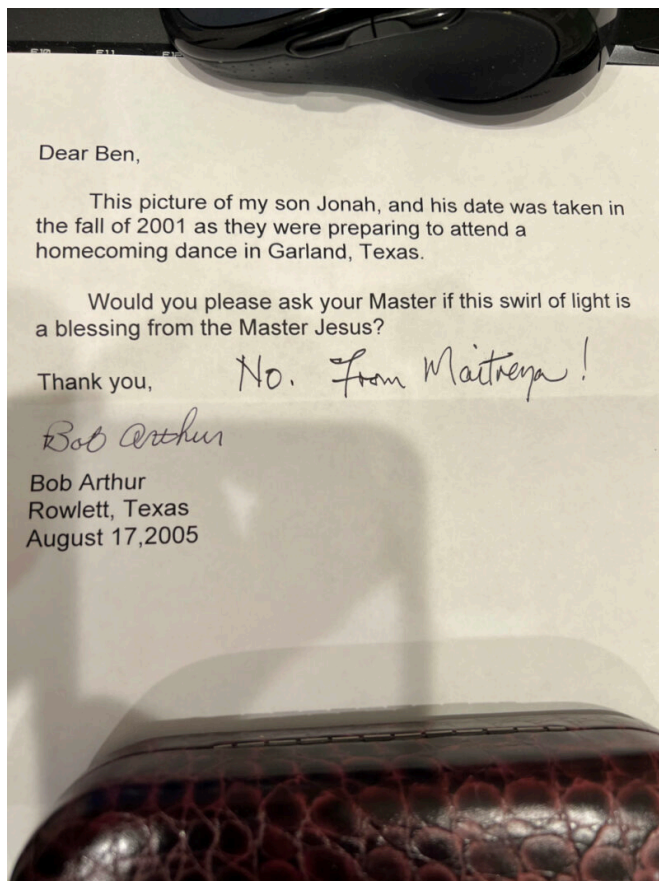 F10 F11
Dear Ben,
This picture of my son Jonah, and his date was taken in
the fall of 2001 as they were preparing to attend a
homecoming dance in Garland, Texas.
Would you please ask your Master if this swirl of light is
a blessing from the Master Jesus?
Thank you, No. From Maitreya!
Bob Arthur
Bob Arthur
Rowlett, Texas
August 17,2005